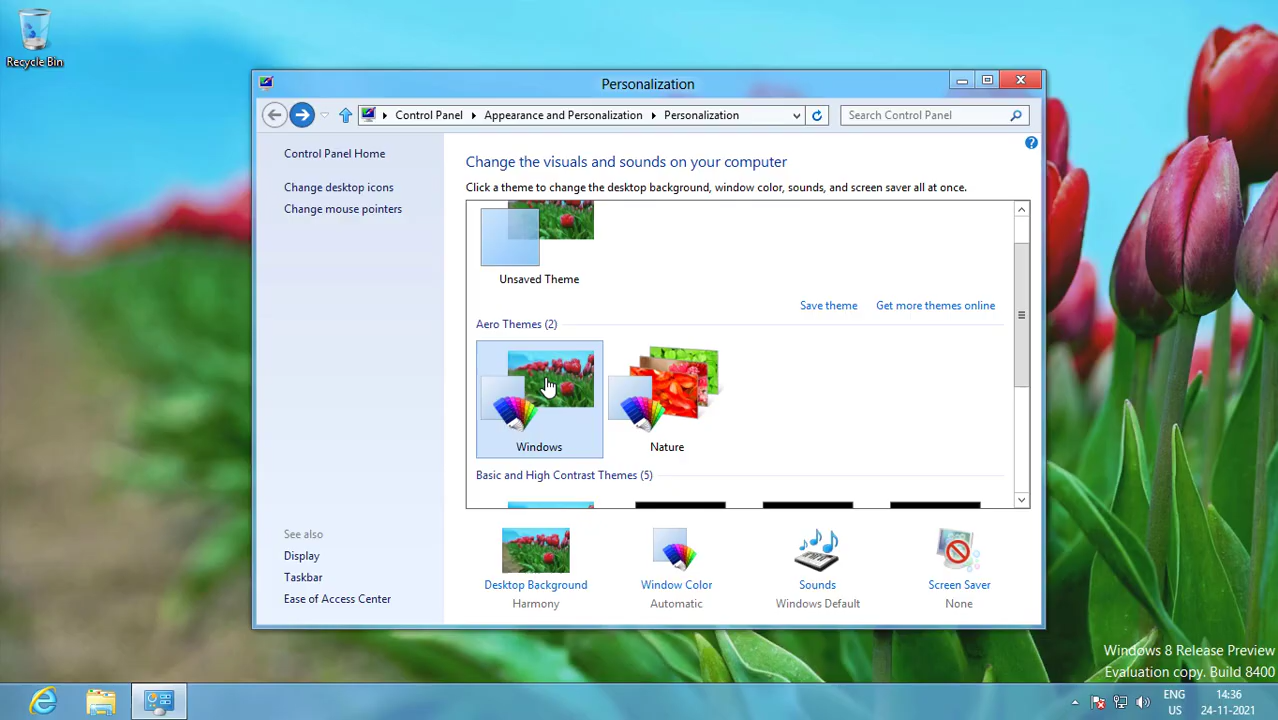 Recycle Bin
Personalization
Control Panel
Appearance and Personalization
Personalization
Search Control Panel
Control Panel Home
Change desktop icons
Change mouse pointers
Change the visuals and sounds on your computer
Click a theme to change the desktop background, window color, sounds, and screen saver all at once.
Unsaved Theme
Save theme
Get more themes online
Aero Themes (2)
Windows
Nature
Basic and High Contrast Themes (5)
See also
Display
Taskbar
Ease of Access Center
Desktop Background
Harmony
Window Color
Automatic
Sounds
Windows Default
Screen Saver
None
Windows 8 Release Preview
Evaluation copy. Build 8400
ENG
US
14:36
24-11-2021